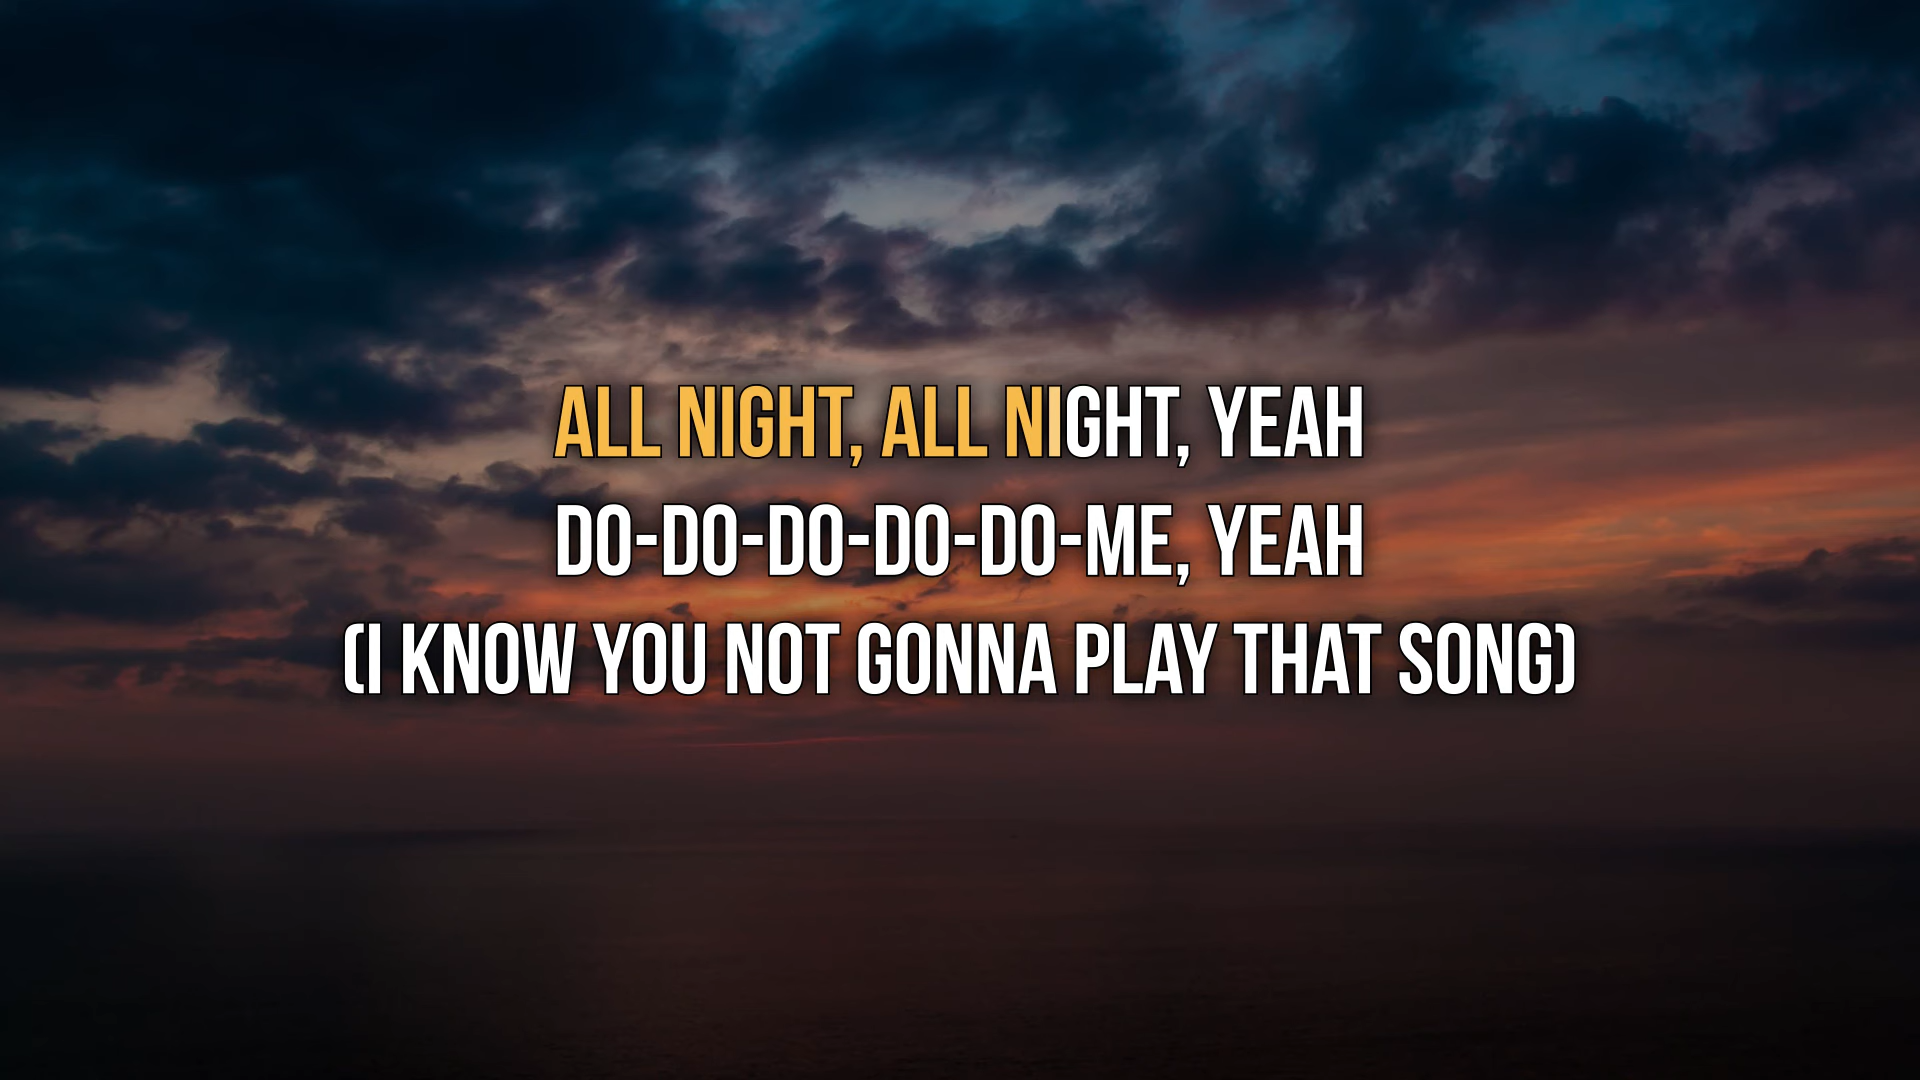 ALL NIGHT, ALL NIGHT, YEAH
DO-DO-DO-DO-DO-ME, YEAH
(I KNOW YOU NOT GONNA PLAY THAT SONG)